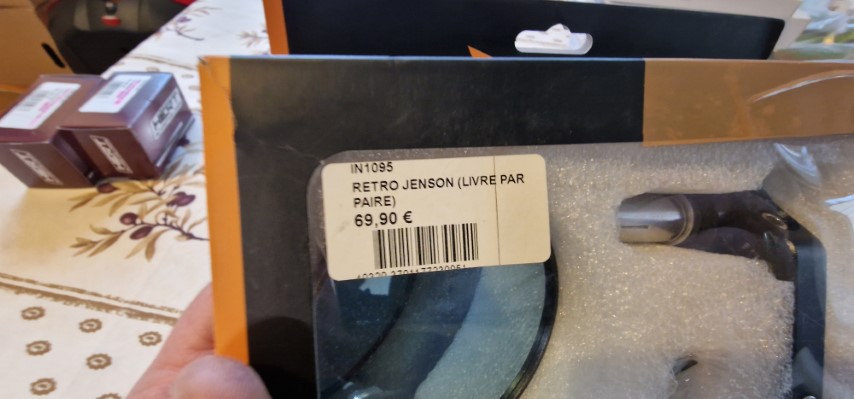 IN1095
RETRO JENSON (LIVRE PAR
PAIRE)
69,90 €